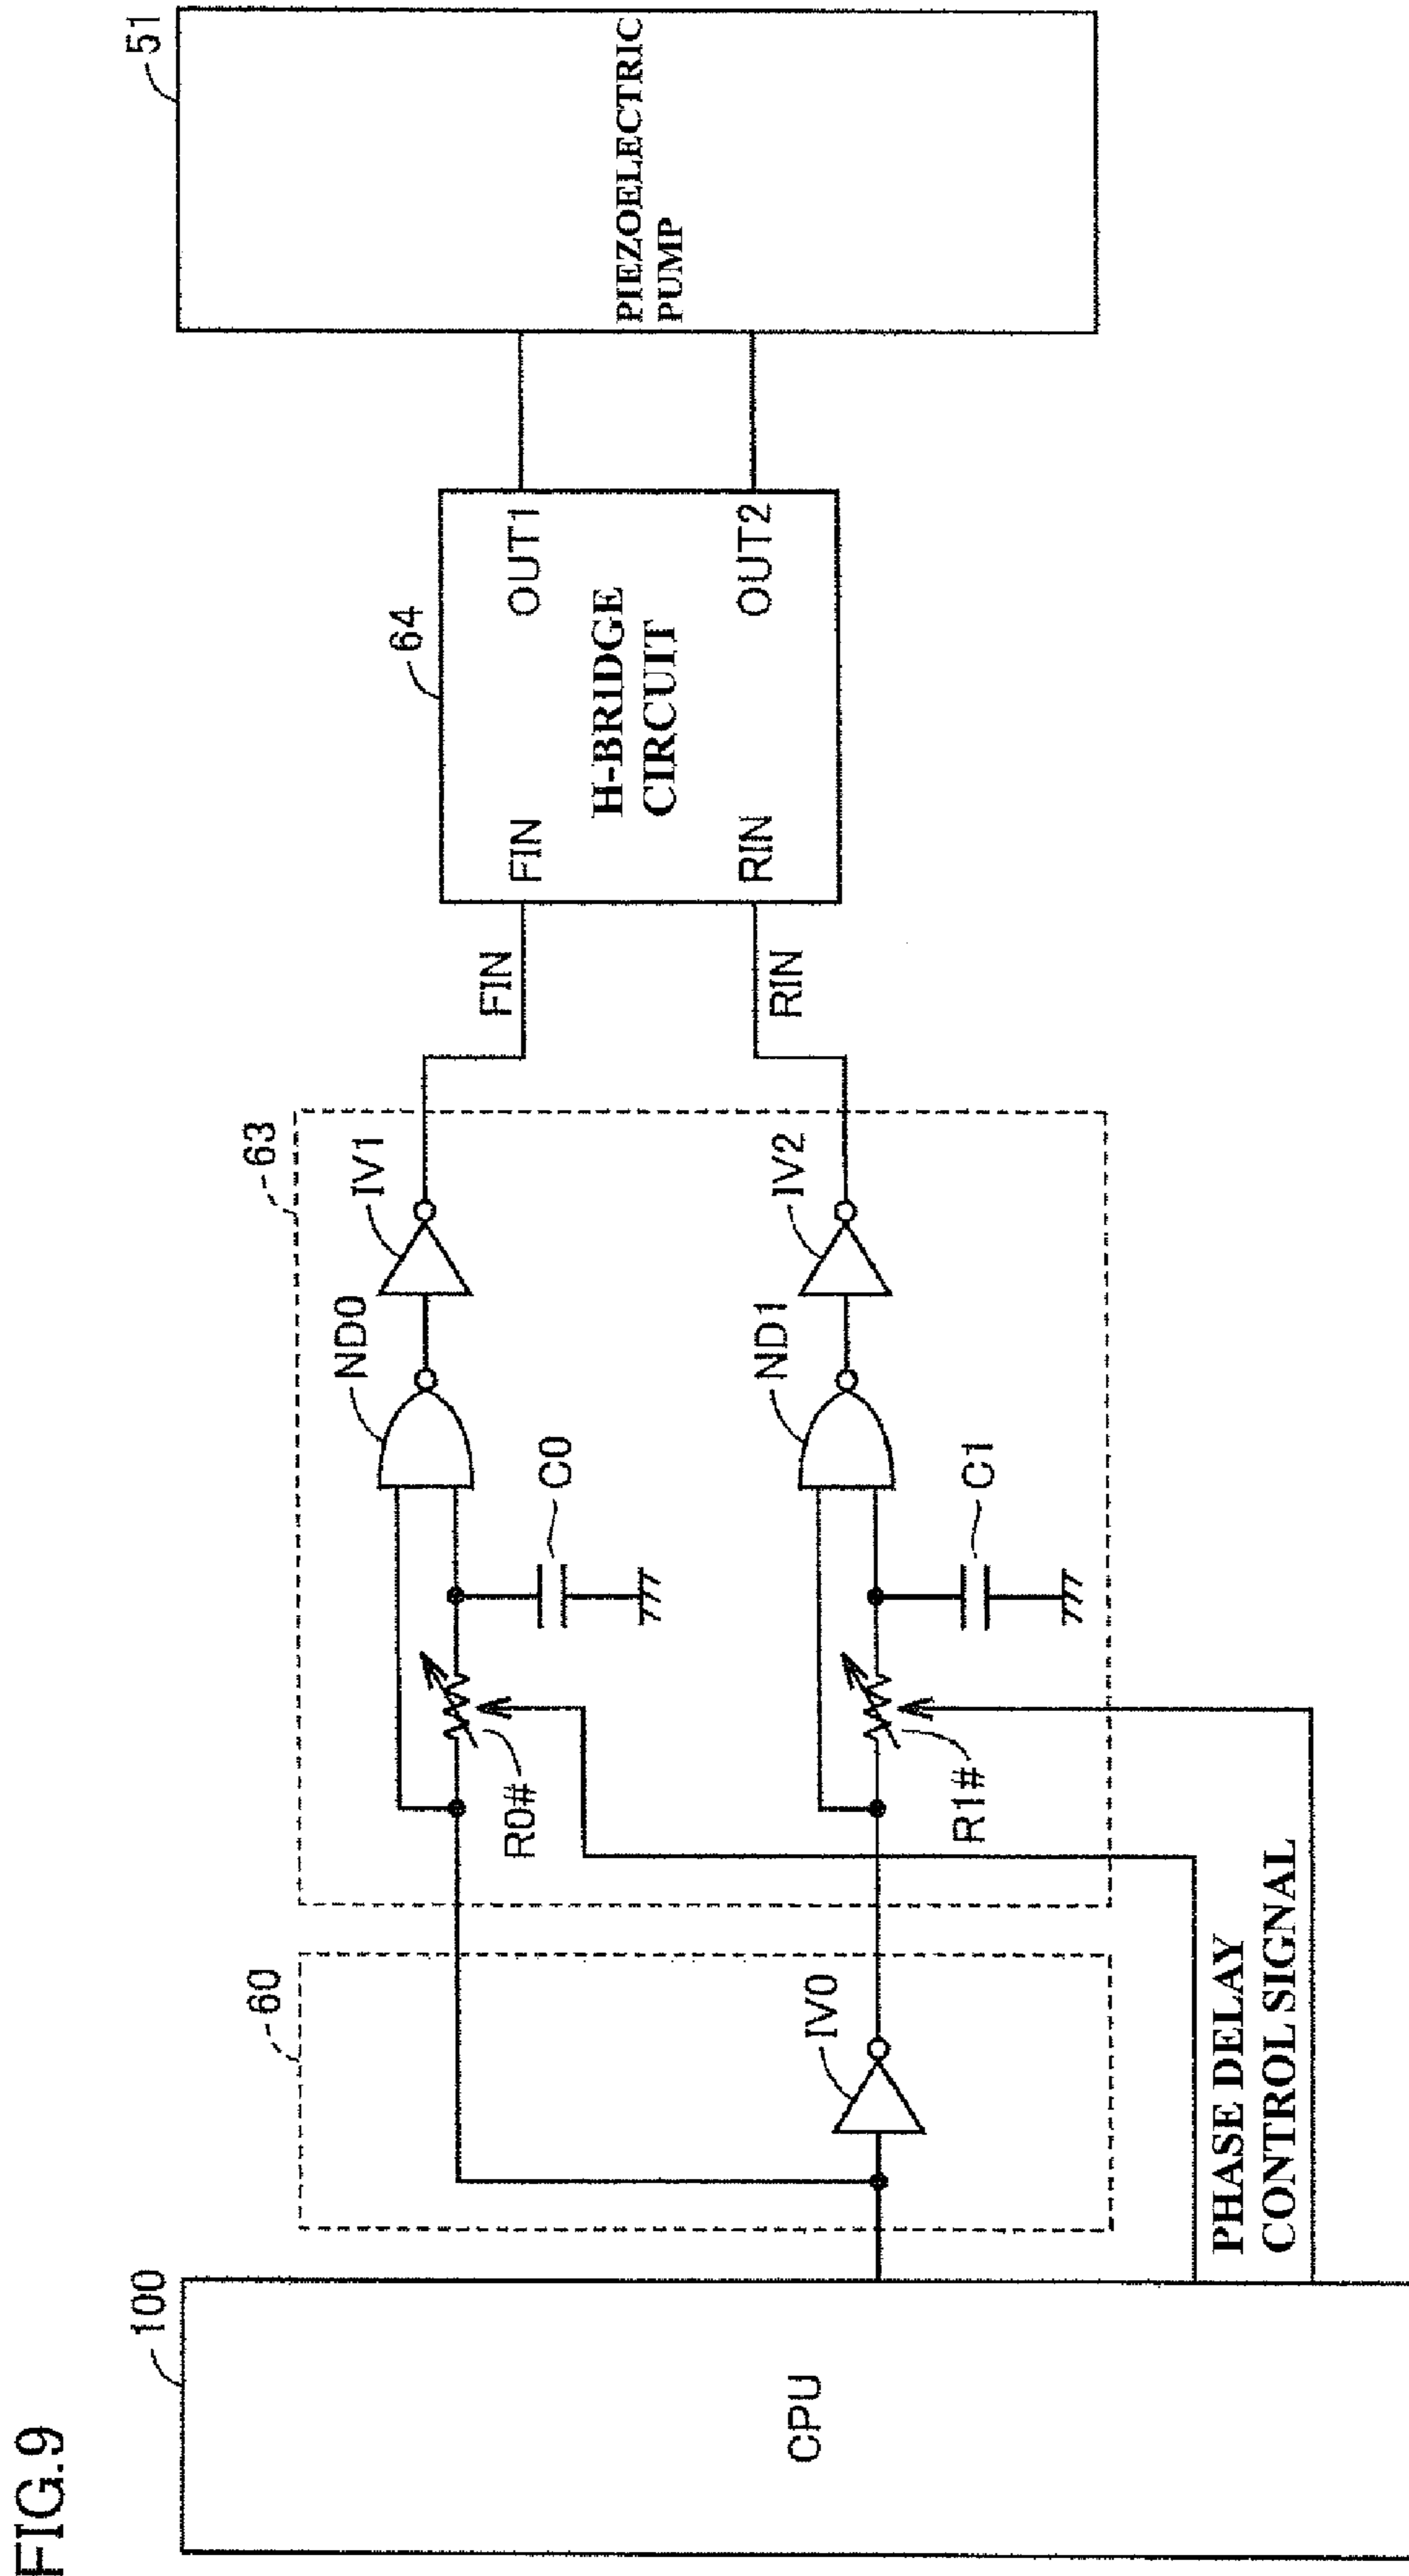 FIG.9
100
CPU
60
IV0
PHASE DELAY
CONTROL SIGNAL
63
R0#
C0
ND0
IV1
R1#
C1
ND1
IV2
FIN
RIN
64
FIN
OUT1
H-BRIDGE
CIRCUIT
RIN
OUT2
51
PIEZOELECTRIC
PUMP